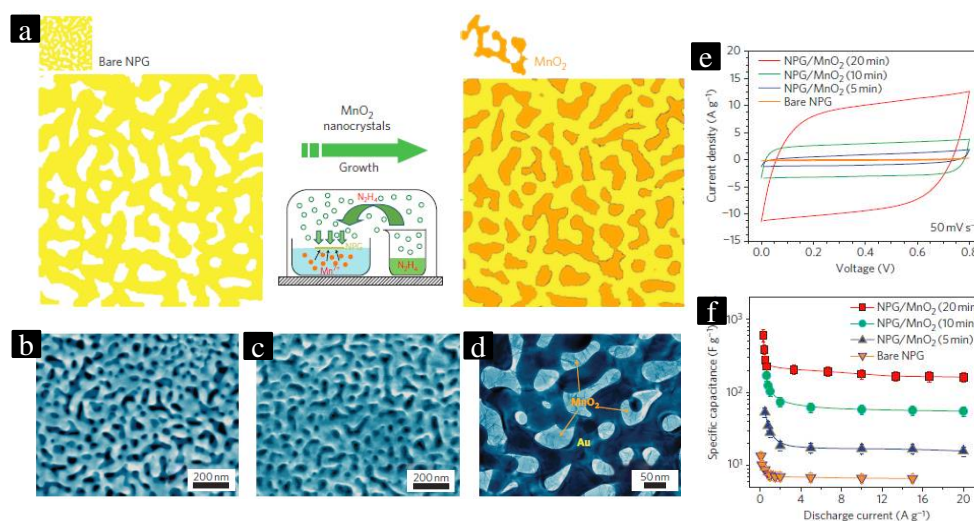 a
Bare NPG
MnO₂
nanocrystals
Growth
N₂H₄
NPG
Mn²⁺
N₂H₄
MnO₂
b
200 nm
c
200 nm
d
MnO₂
Au
50 nm
e
Current density (A g⁻¹)
20
15
10
5
0
−5
−10
−15
NPG/MnO₂ (20 min)
NPG/MnO₂ (10 min)
NPG/MnO₂ (5 min)
Bare NPG
50 mV s⁻
0.0 0.2 0.4 0.6 0.8
Voltage (V)
f
Specific capacitance (F g⁻¹)
10³
10²
10¹
NPG/MnO₂ (20 min)
NPG/MnO₂ (10 min)
NPG/MnO₂ (5 min)
Bare NPG
0 4 8 12 16 20
Discharge current (A g⁻¹)